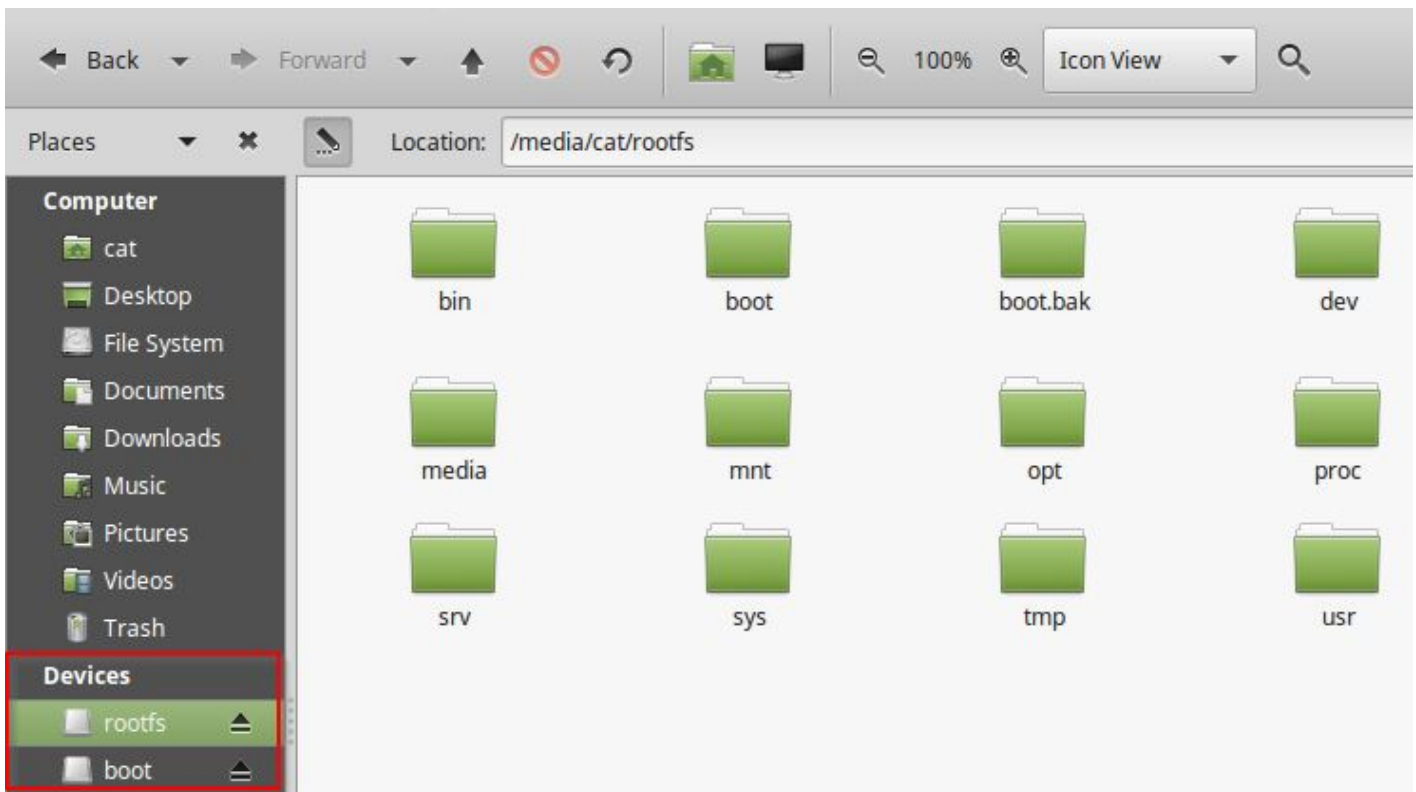 Back Forward 100% Icon View
Places Location: /media/cat/rootfs
Computer
cat
Desktop
File System
Documents
Downloads
Music
Pictures
Videos
Trash
Devices
rootfs
boot
bin boot boot.bak dev
media mnt opt proc
srv sys tmp usr